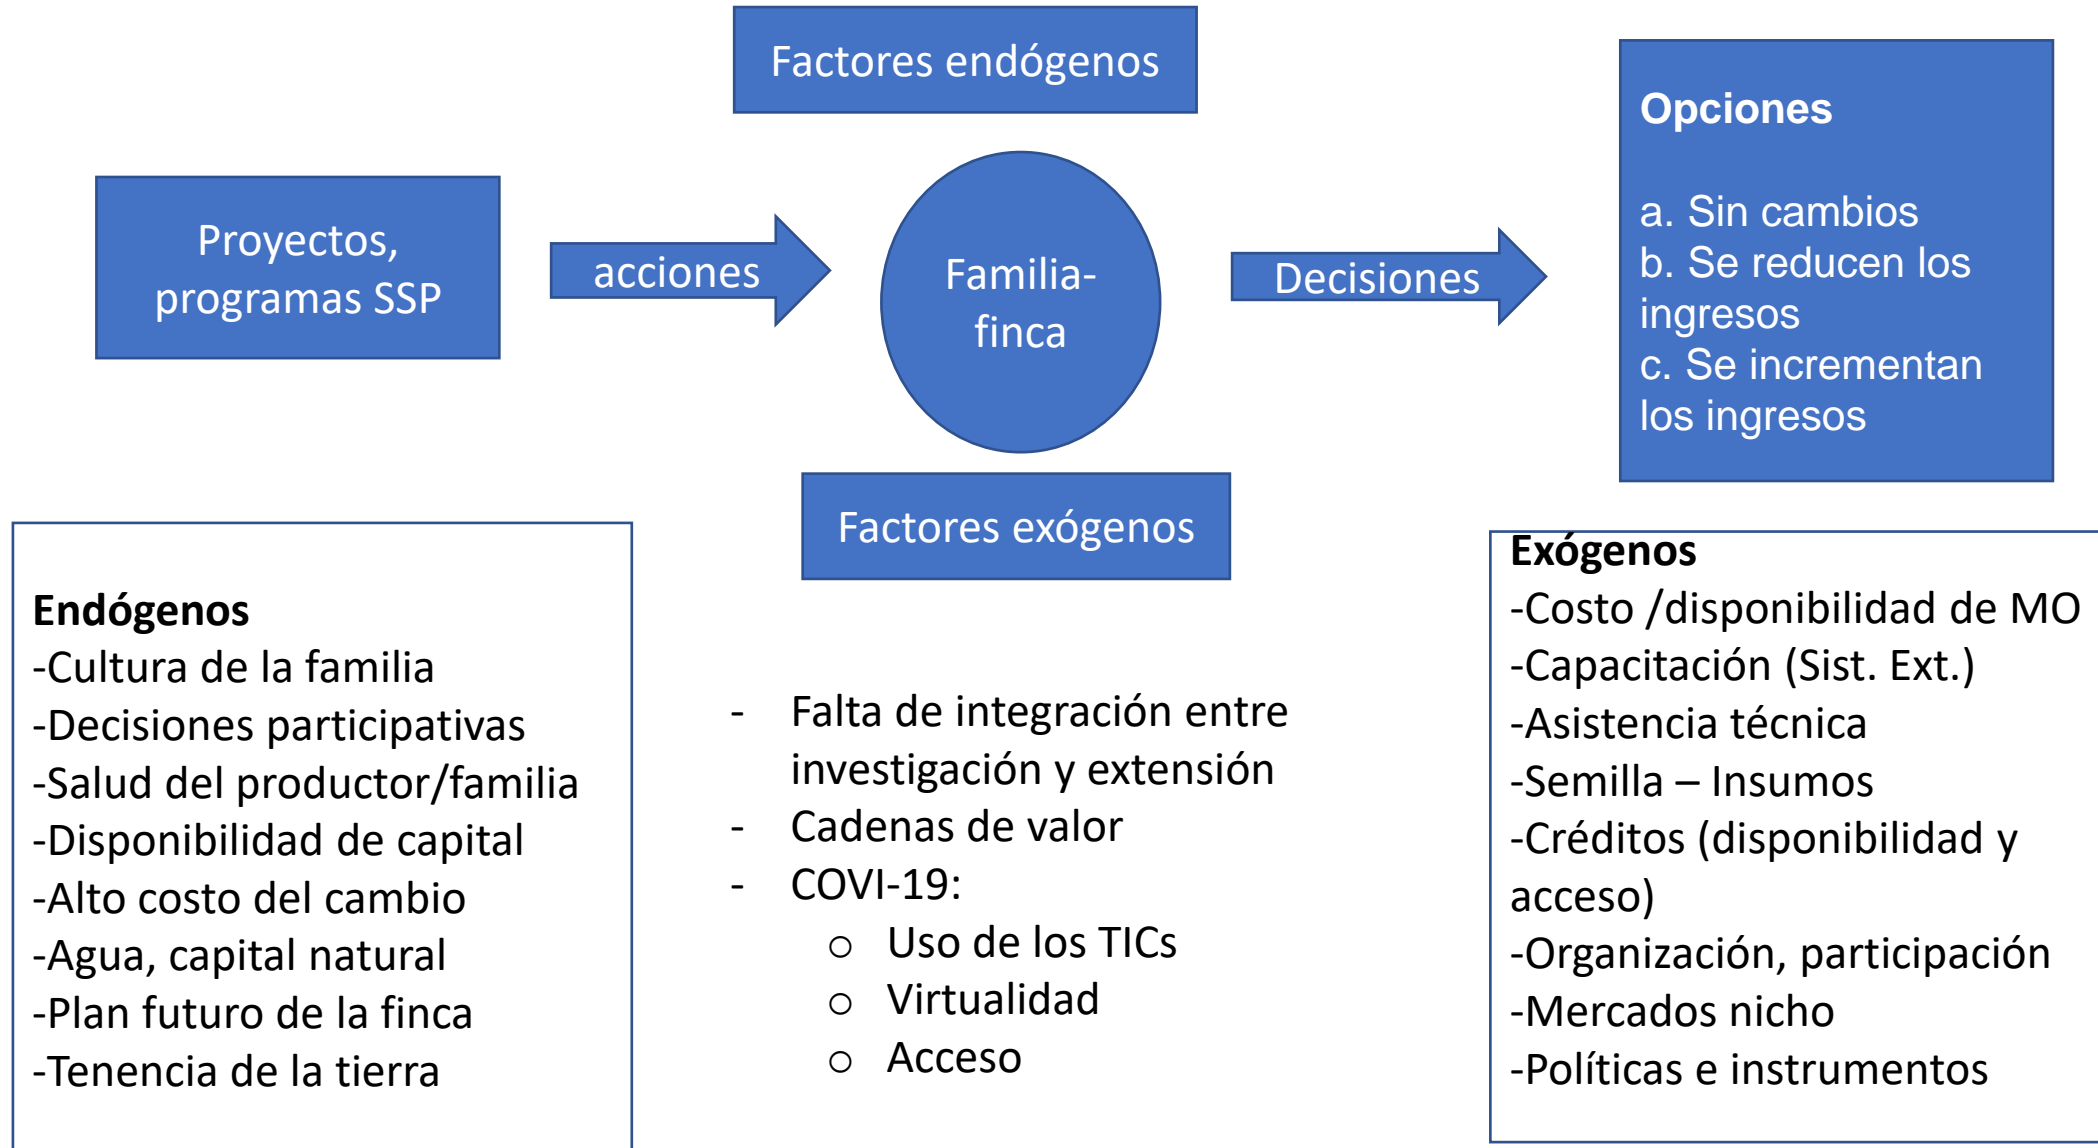 Factores endógenos
Proyectos,
programas SSP
acciones
Familia-
finca
Decisiones
Opciones
a. Sin cambios
b. Se reducen los
ingresos
c. Se incrementan
los ingresos
Factores exógenos
Endógenos
-Cultura de la familia
-Decisiones participativas
-Salud del productor/familia
-Disponibilidad de capital
-Alto costo del cambio
-Agua, capital natural
-Plan futuro de la finca
-Tenencia de la tierra
- Falta de integración entre
investigación y extensión
- Cadenas de valor
- COVI-19:
o Uso de los TICs
o Virtualidad
o Acceso
Exógenos
-Costo /disponibilidad de MO
-Capacitación (Sist. Ext.)
-Asistencia técnica
-Semilla – Insumos
-Créditos (disponibilidad y
acceso)
-Organización, participación
-Mercados nicho
-Políticas e instrumentos